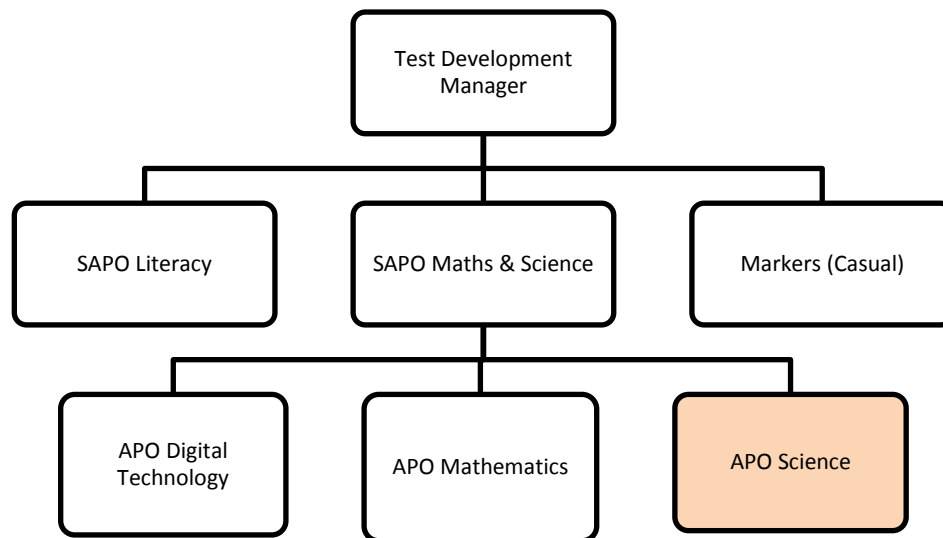 Test Development
Manager
SAPO Literacy
SAPO Maths & Science
Markers (Casual)
APO Digital
Technology
APO Mathematics
APO Science